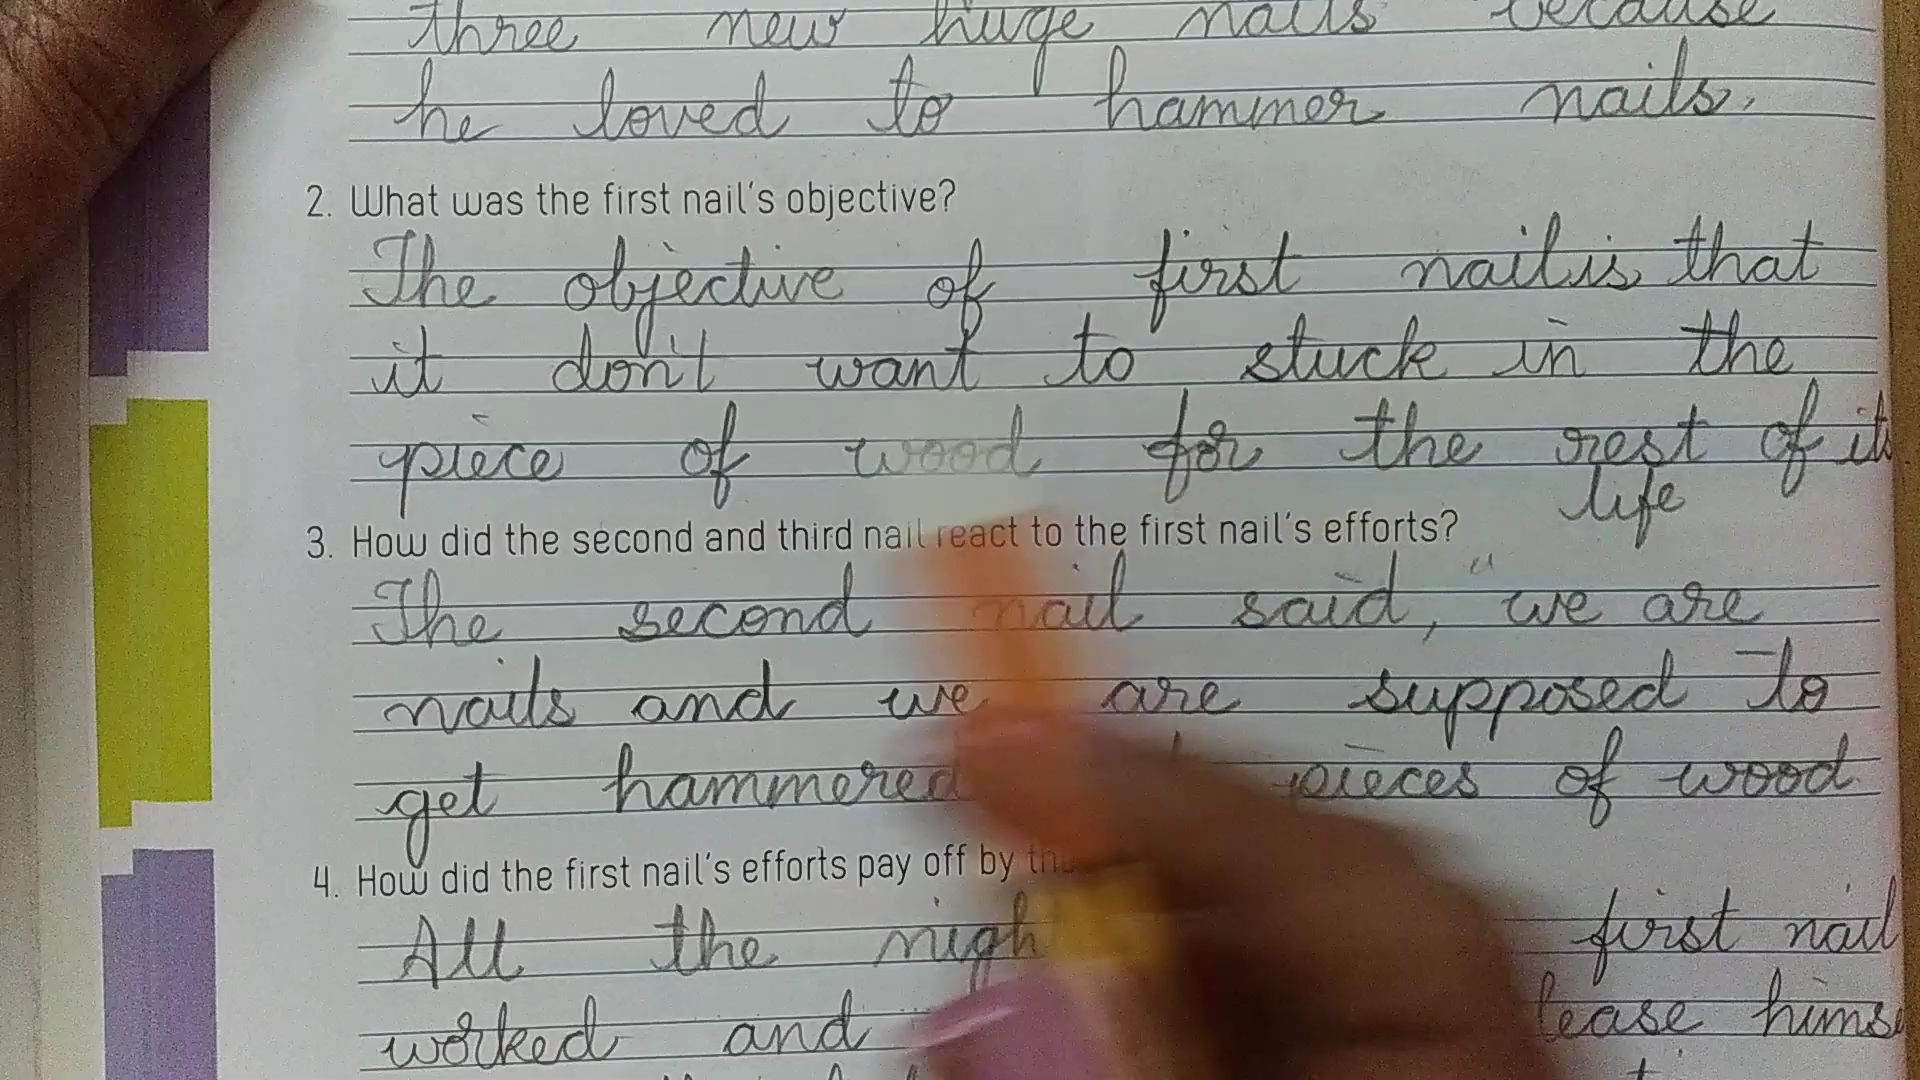 three new huge nails because
he loved to hammer nails.
2. What was the first nail's objective?
The objective of first nail is that
it don't want to stuck in the
piece of wood for the rest of its
life
3. How did the second and third nail react to the first nail's efforts?
The second nail said, "we are
nails and we are supposed to
get hammered pieces of wood
4. How did the first nail's efforts pay off by
All the first nail
worked and